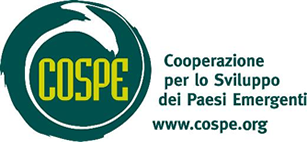 COSPE
Cooperazione
per lo Sviluppo
dei Paesi Emergenti
www.cospe.org